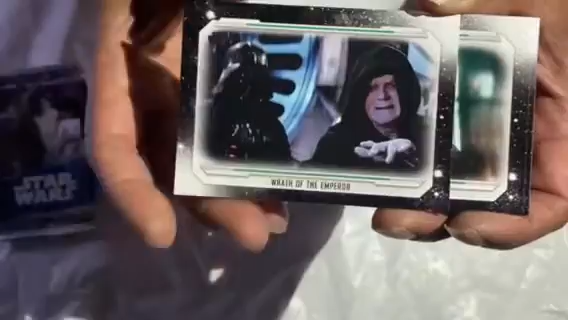 WRATH OF THE EMPEROR
STAR
WARS